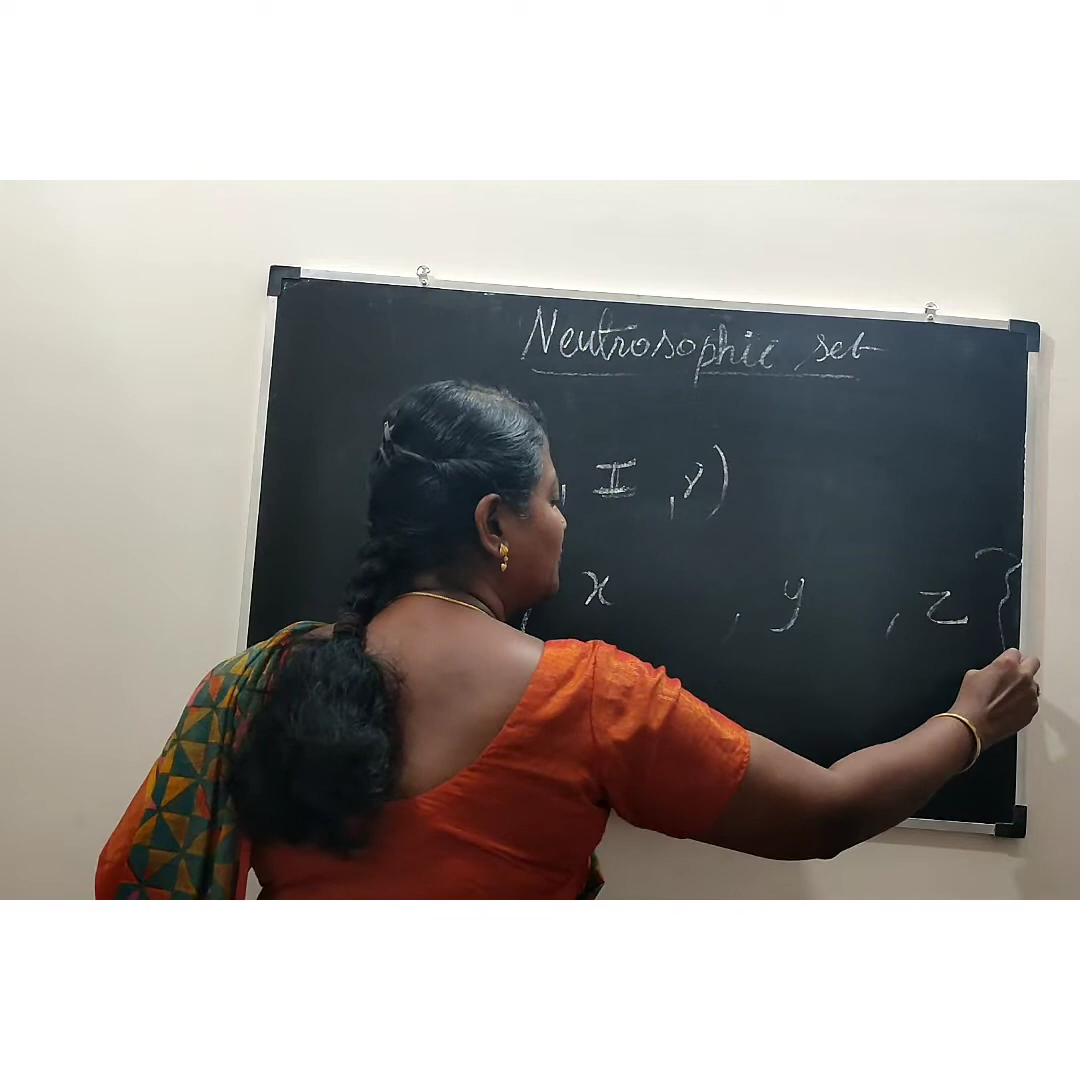 Neutrosophic set
, I , r)
, x , y , z }